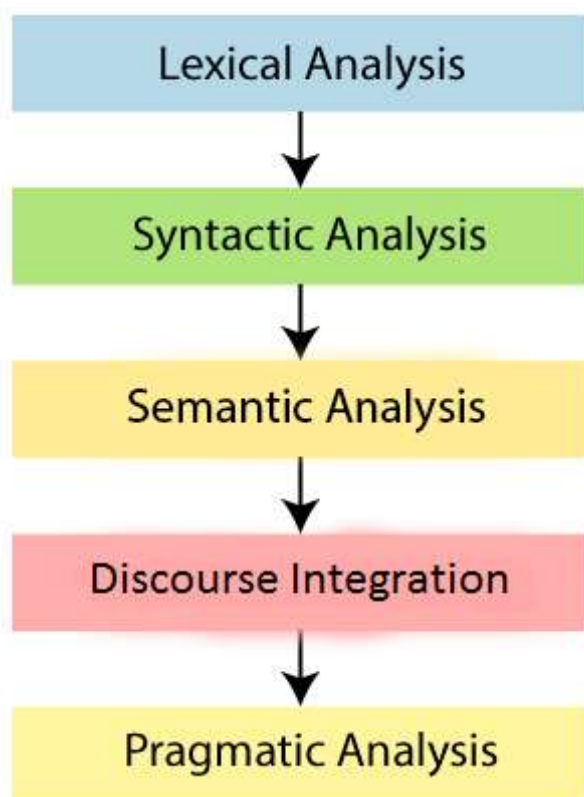 Lexical Analysis
Syntactic Analysis
Semantic Analysis
Discourse Integration
Pragmatic Analysis